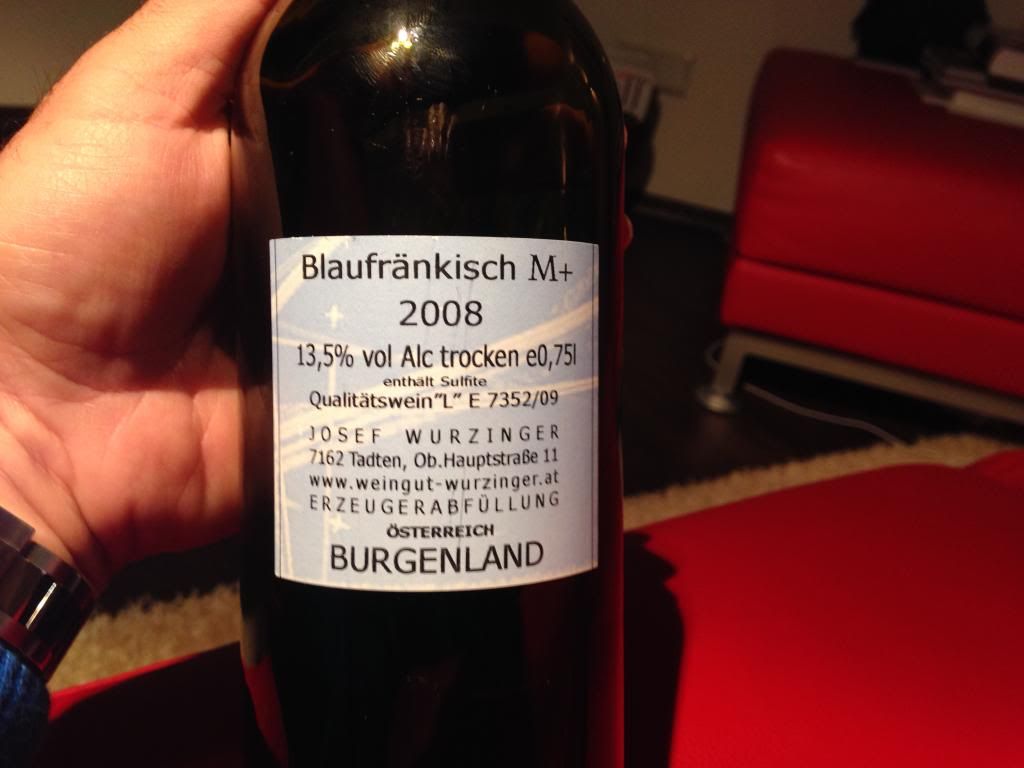 Blaufränkisch M+
2008
13,5% vol Alc trocken e0,75l
enthält Sulfite
Qualitätswein"L" E 7352/09
JOSEF WURZINGER
7162 Tadten, Ob.Hauptstraße 11
www.weingut-wurzinger.at
ERZEUGERABFÜLLUNG
ÖSTERREICH
BURGENLAND